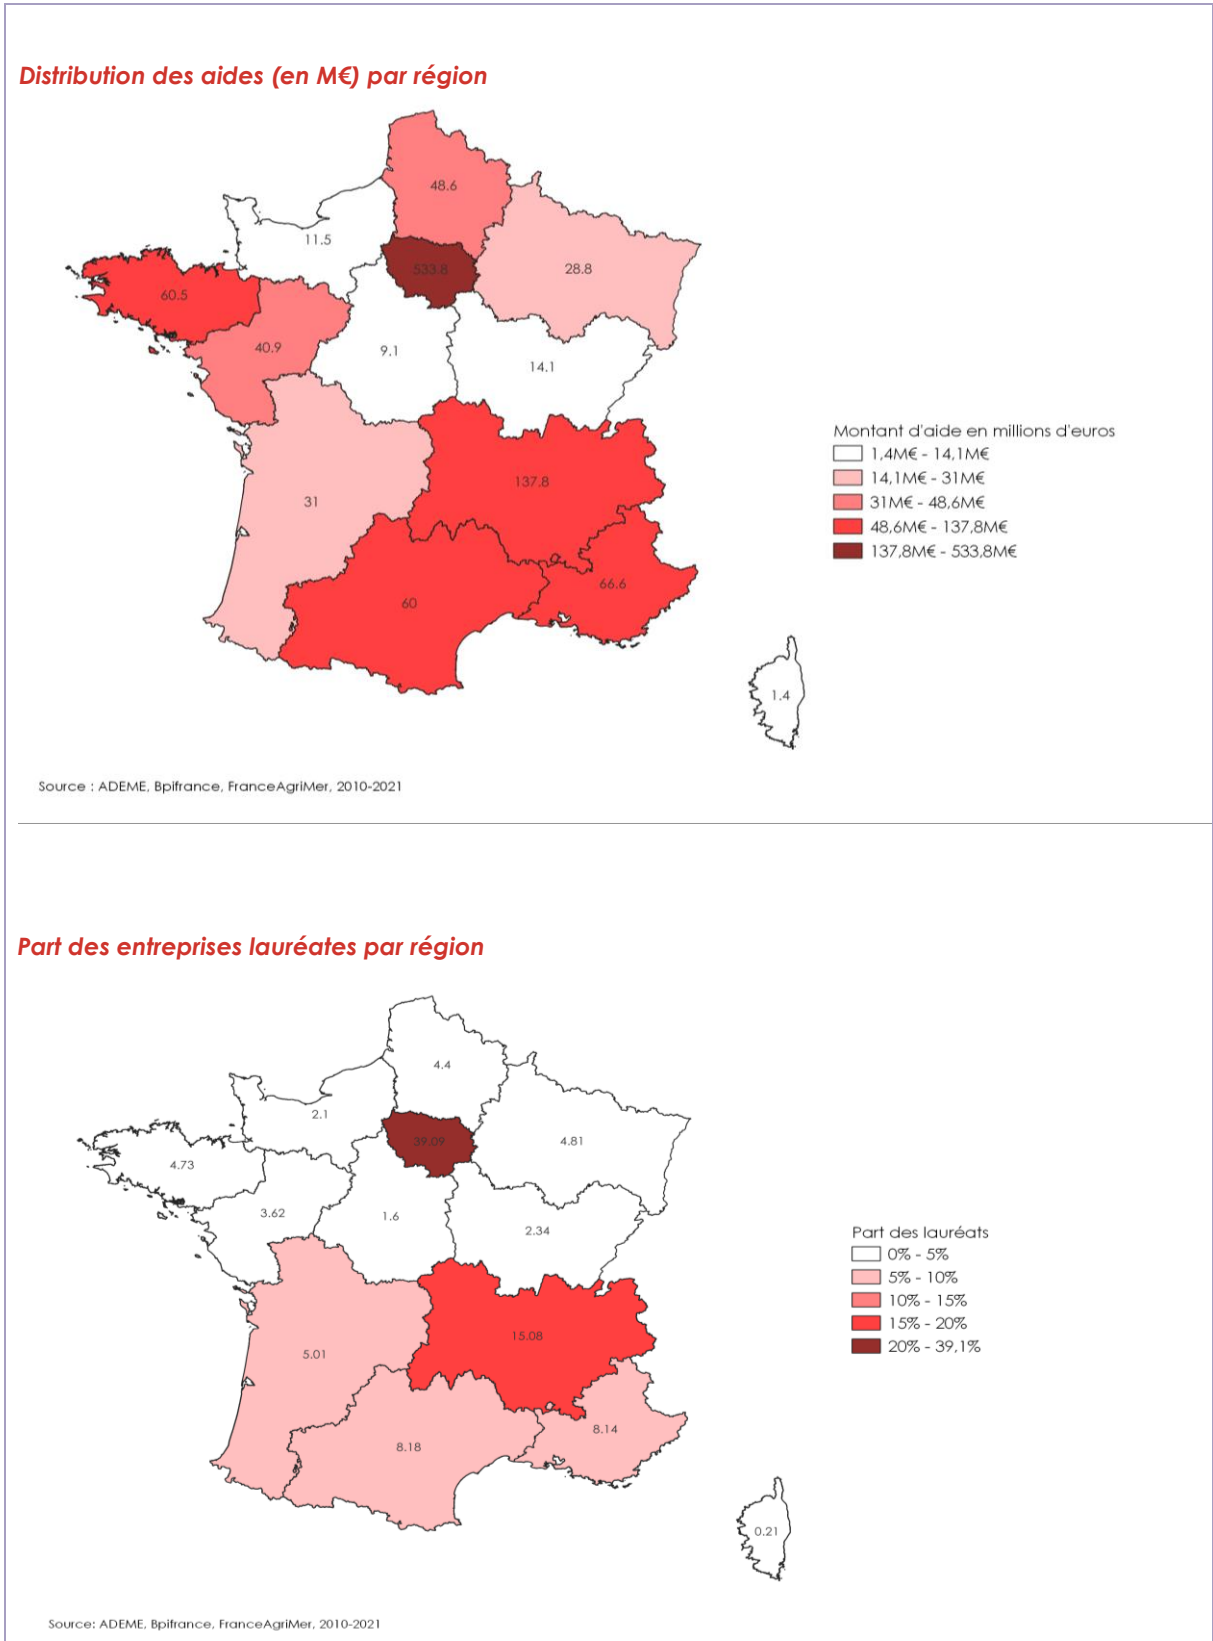 Distribution des aides (en M€) par région
48.6
11.5
533.8
28.8
60.5
40.9
9.1
14.1
Montant d'aide en millions d'euros
1,4M€ - 14,1M€
14,1M€ - 31M€
31M€ - 48,6M€
48,6M€ - 137,8M€
137,8M€ - 533,8M€
137.8
31
66.6
60
1.4
Source : ADEME, Bpifrance, FranceAgriMer, 2010-2021
Part des entreprises lauréates par région
4.4
2.1
39.09
4.81
4.73
3.62
1.6
2.34
Part des lauréats
0% - 5%
5% - 10%
10% - 15%
15% - 20%
20% - 39,1%
15.08
5.01
8.14
8.18
0.21
Source: ADEME, Bpifrance, FranceAgriMer, 2010-2021